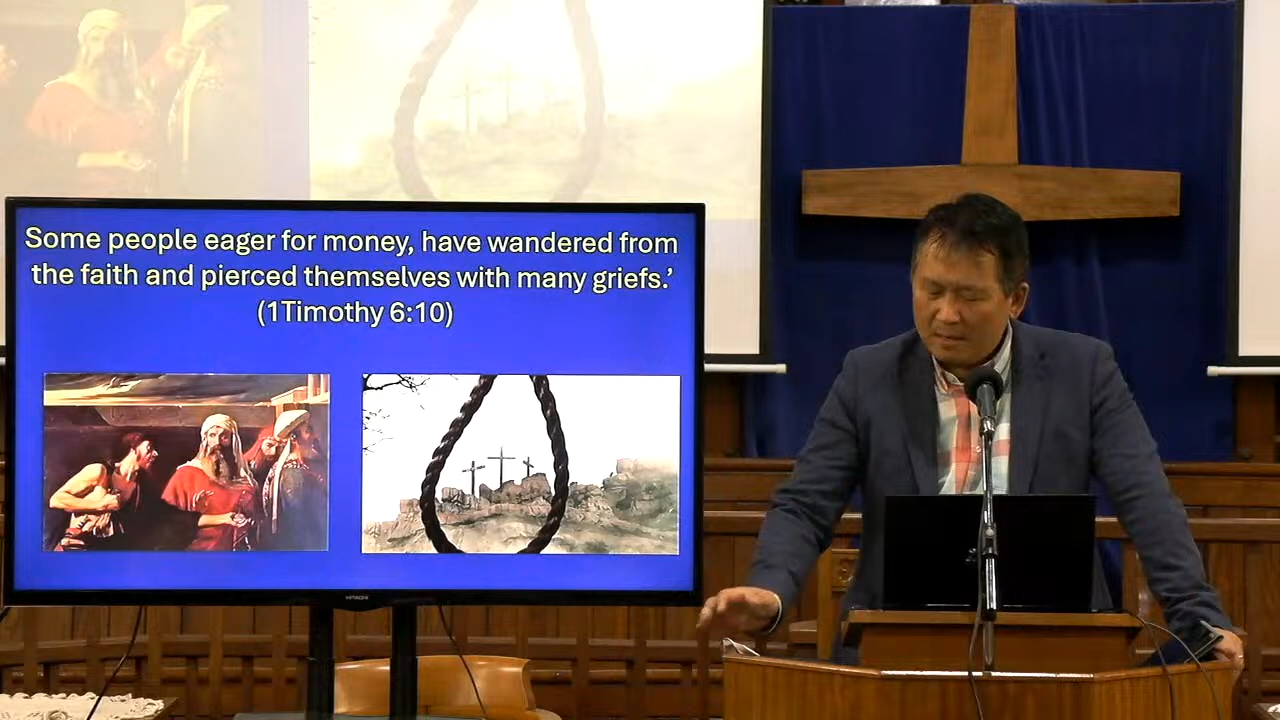 Some people eager for money, have wandered from
the faith and pierced themselves with many griefs.’
(1Timothy 6:10)
HITACHI